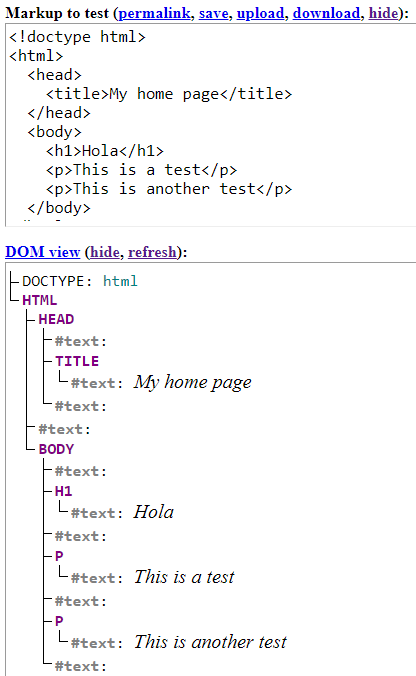 Markup to test (permalink, save, upload, download, hide):
<!doctype html>
<html>
  <head>
    <title>My home page</title>
  </head>
  <body>
    <h1>Hola</h1>
    <p>This is a test</p>
    <p>This is another test</p>
  </body>
DOM view (hide, refresh):
DOCTYPE: html
HTML
HEAD
#text:
TITLE
#text: My home page
#text:
#text:
BODY
#text:
H1
#text: Hola
#text:
P
#text: This is a test
#text:
P
#text: This is another test
#text: